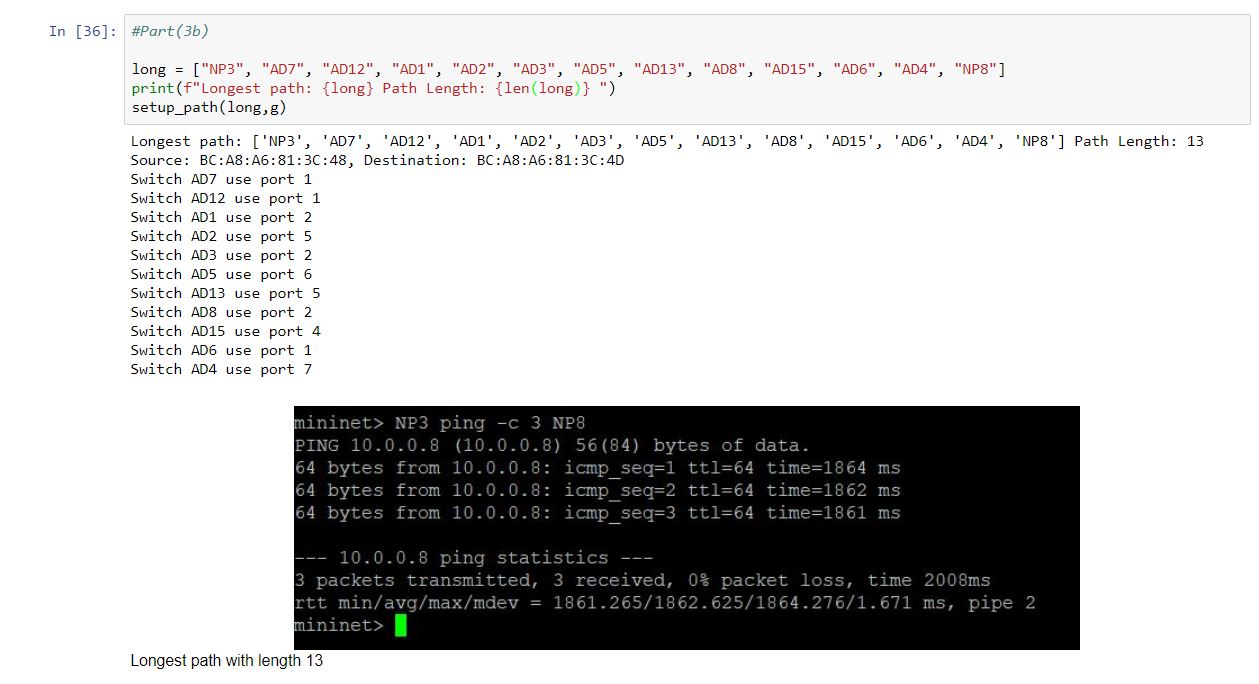 In [36]: #Part(3b)
long = ["NP3", "AD7", "AD12", "AD1", "AD2", "AD3", "AD5", "AD13", "AD8", "AD15", "AD6", "AD4", "NP8"]
print(f"Longest path: {long} Path Length: {len(long)} ")
setup_path(long,g)
Longest path: ['NP3', 'AD7', 'AD12', 'AD1', 'AD2', 'AD3', 'AD5', 'AD13', 'AD8', 'AD15', 'AD6', 'AD4', 'NP8'] Path Length: 13
Source: BC:A8:A6:81:3C:48, Destination: BC:A8:A6:81:3C:4D
Switch AD7 use port 1
Switch AD12 use port 1
Switch AD1 use port 2
Switch AD2 use port 5
Switch AD3 use port 2
Switch AD5 use port 6
Switch AD13 use port 5
Switch AD8 use port 2
Switch AD15 use port 4
Switch AD6 use port 1
Switch AD4 use port 7
mininet> NP3 ping -c 3 NP8
PING 10.0.0.8 (10.0.0.8) 56(84) bytes of data.
64 bytes from 10.0.0.8: icmp_seq=1 ttl=64 time=1864 ms
64 bytes from 10.0.0.8: icmp_seq=2 ttl=64 time=1862 ms
64 bytes from 10.0.0.8: icmp_seq=3 ttl=64 time=1861 ms
--- 10.0.0.8 ping statistics ---
3 packets transmitted, 3 received, 0% packet loss, time 2008ms
rtt min/avg/max/mdev = 1861.265/1862.625/1864.276/1.671 ms, pipe 2
mininet>
Longest path with length 13